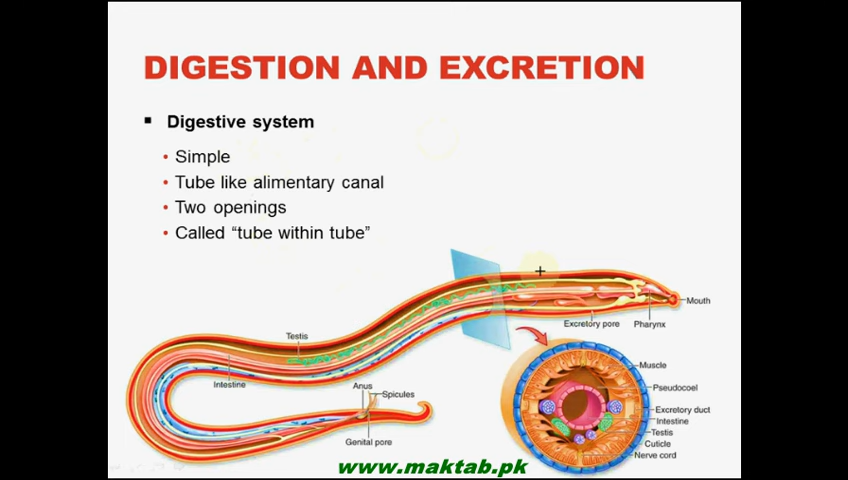 DIGESTION AND EXCRETION
▪ Digestive system
• Simple
• Tube like alimentary canal
• Two openings
• Called “tube within tube”
Mouth
Pharynx
Excretory pore
Testis
Intestine
Anus
Spicules
Genital pore
Muscle
Pseudocoel
Excretory duct
Intestine
Testis
Cuticle
Nerve cord
www.maktab.pk